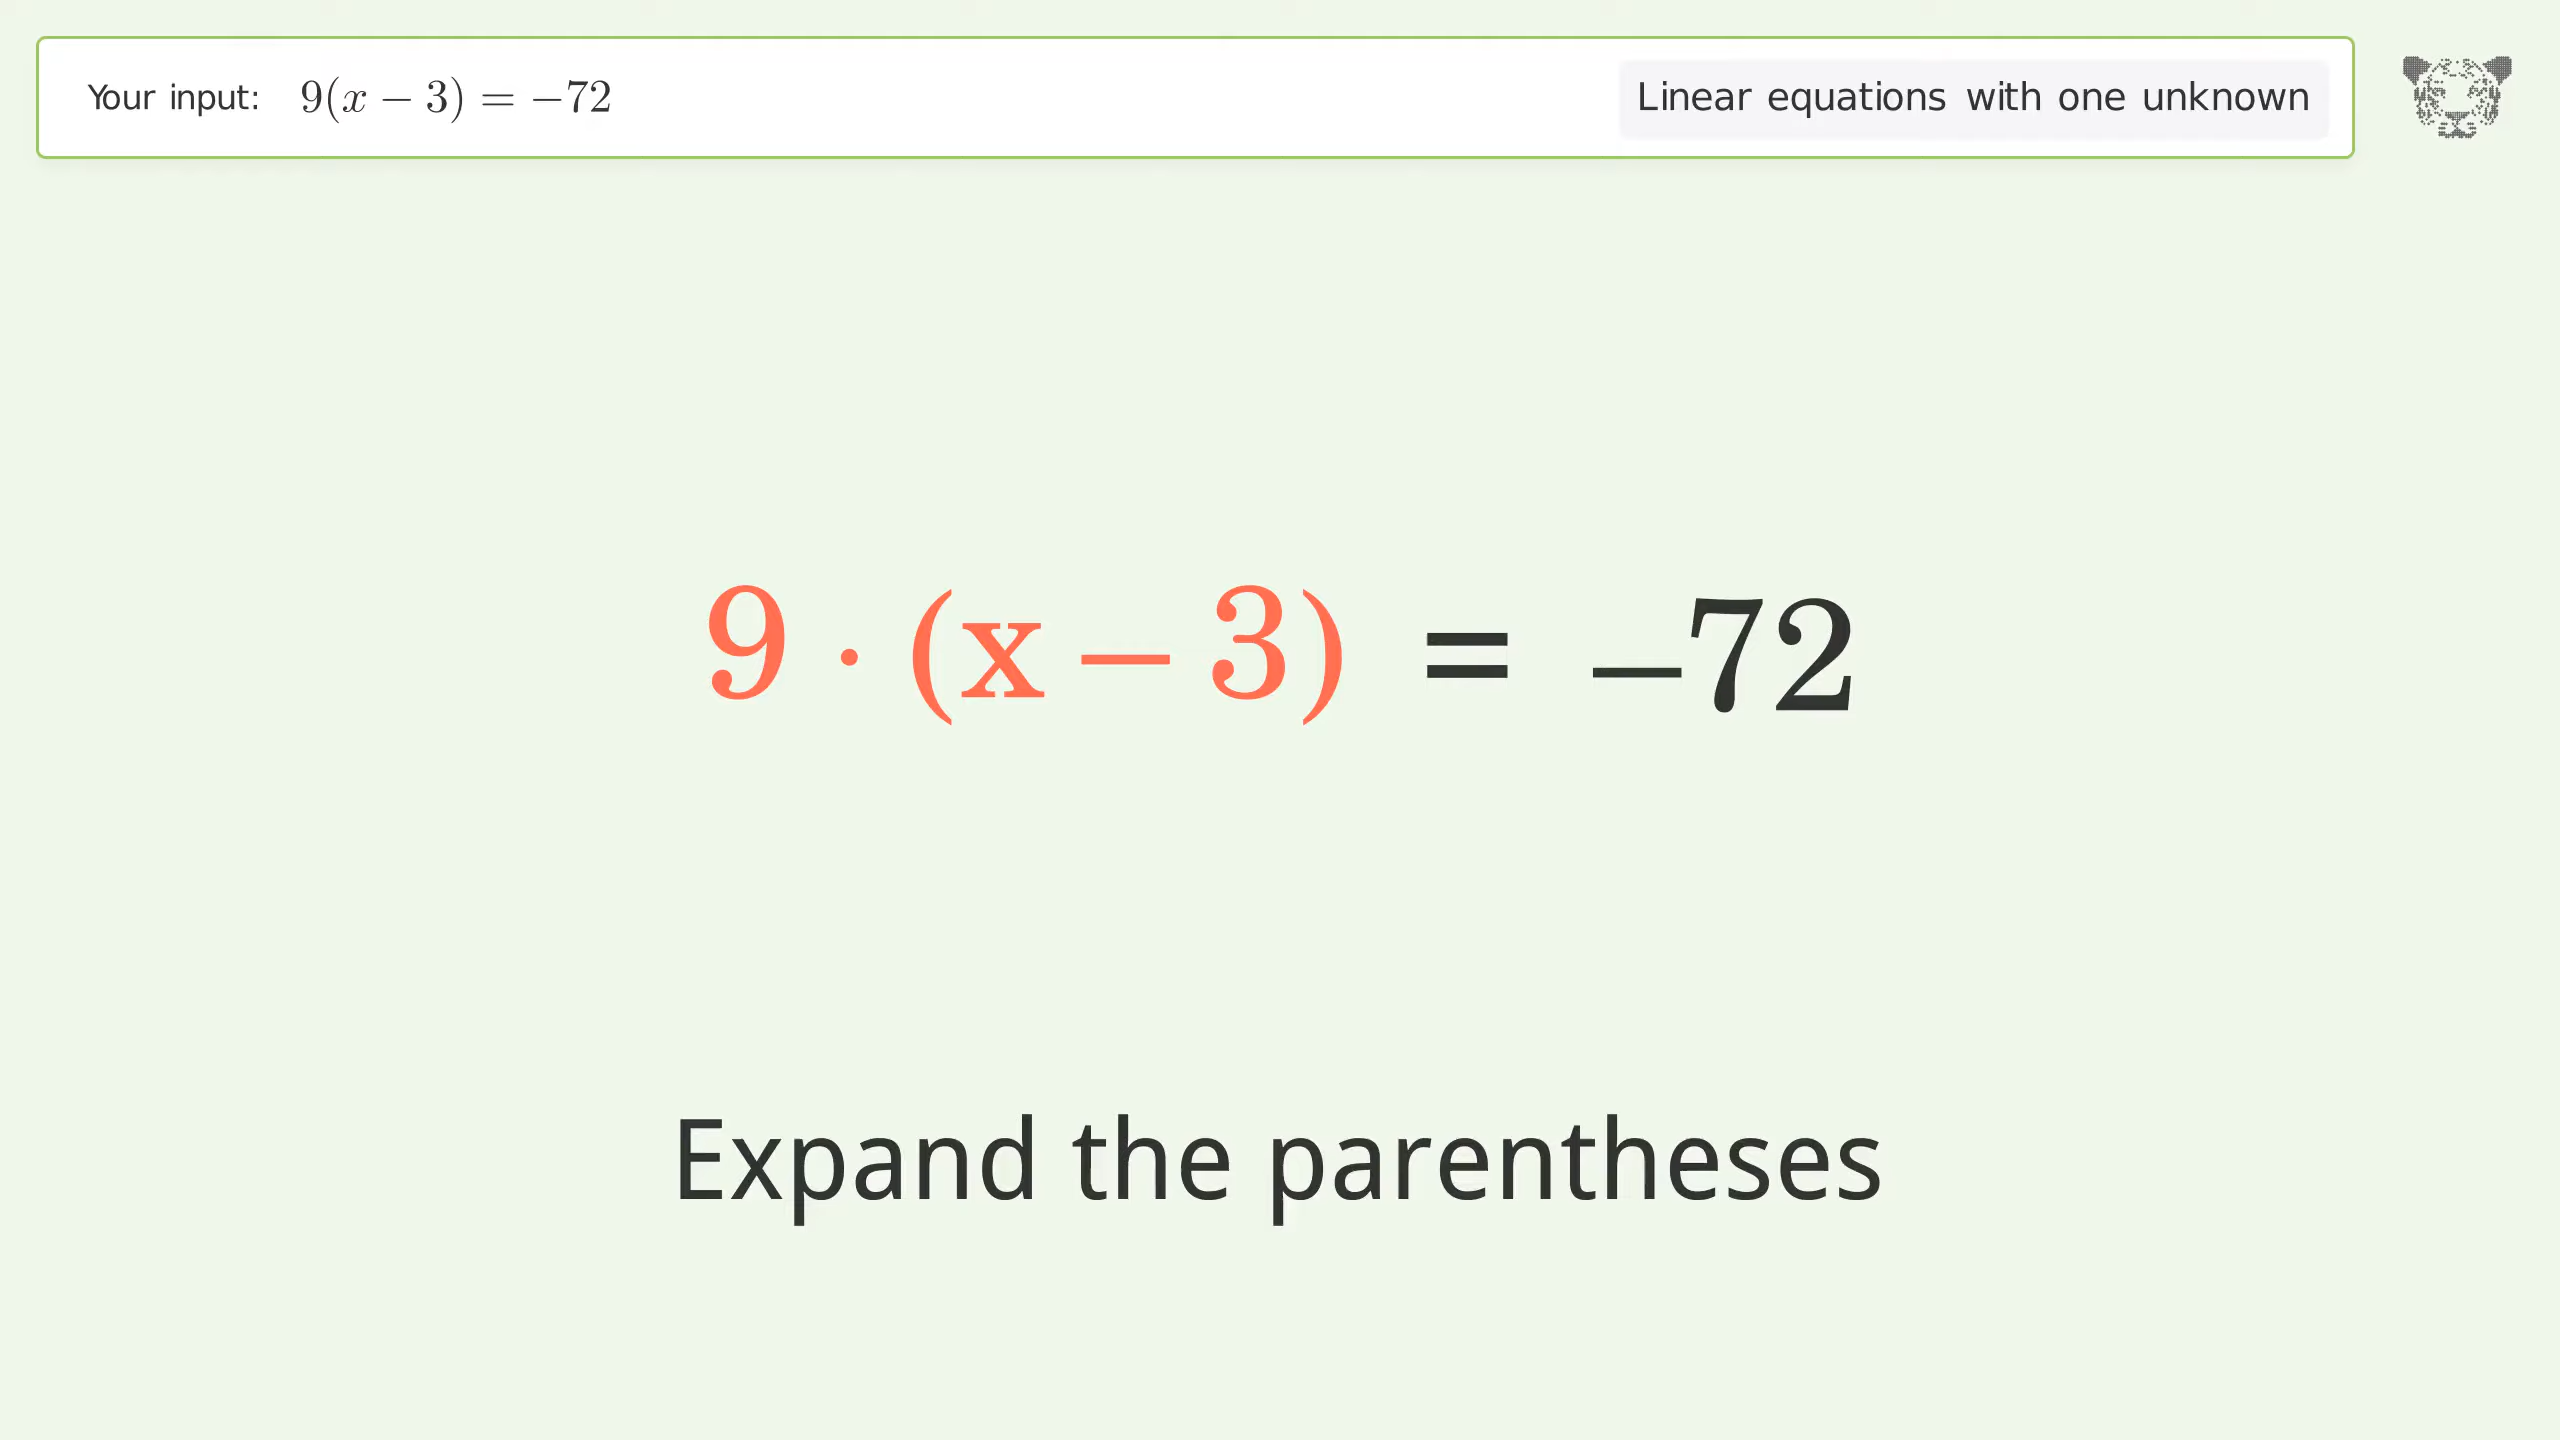 Your input: 9(x − 3) = −72
Linear equations with one unknown
9 · (x − 3) = −72
Expand the parentheses